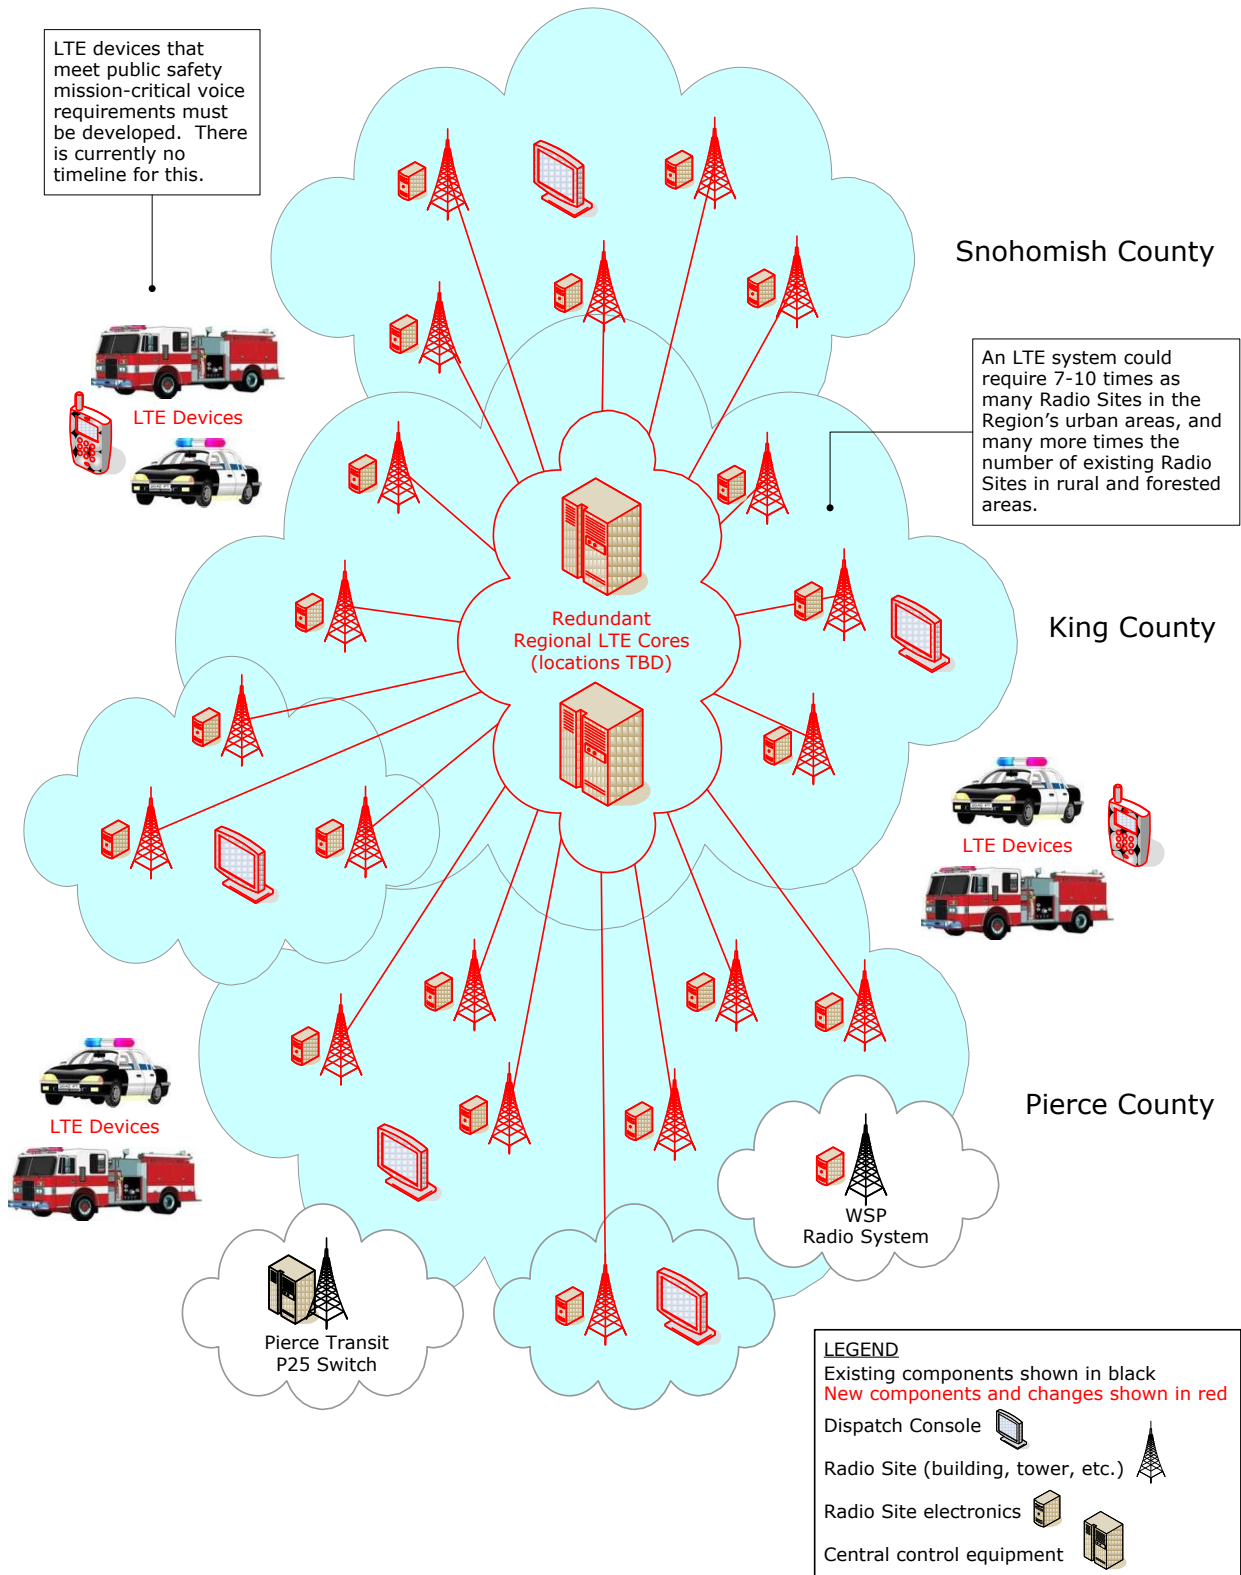 LTE devices that
meet public safety
mission-critical voice
requirements must
be developed.  There
is currently no
timeline for this.
Snohomish County
An LTE system could
require 7-10 times as
many Radio Sites in the
Region's urban areas, and
many more times the
number of existing Radio
Sites in rural and forested
areas.
LTE Devices
Redundant
Regional LTE Cores
(locations TBD)
King County
LTE Devices
Pierce County
LTE Devices
WSP
Radio System
Pierce Transit
P25 Switch
LEGEND
Existing components shown in black
New components and changes shown in red
Dispatch Console
Radio Site (building, tower, etc.)
Radio Site electronics
Central control equipment